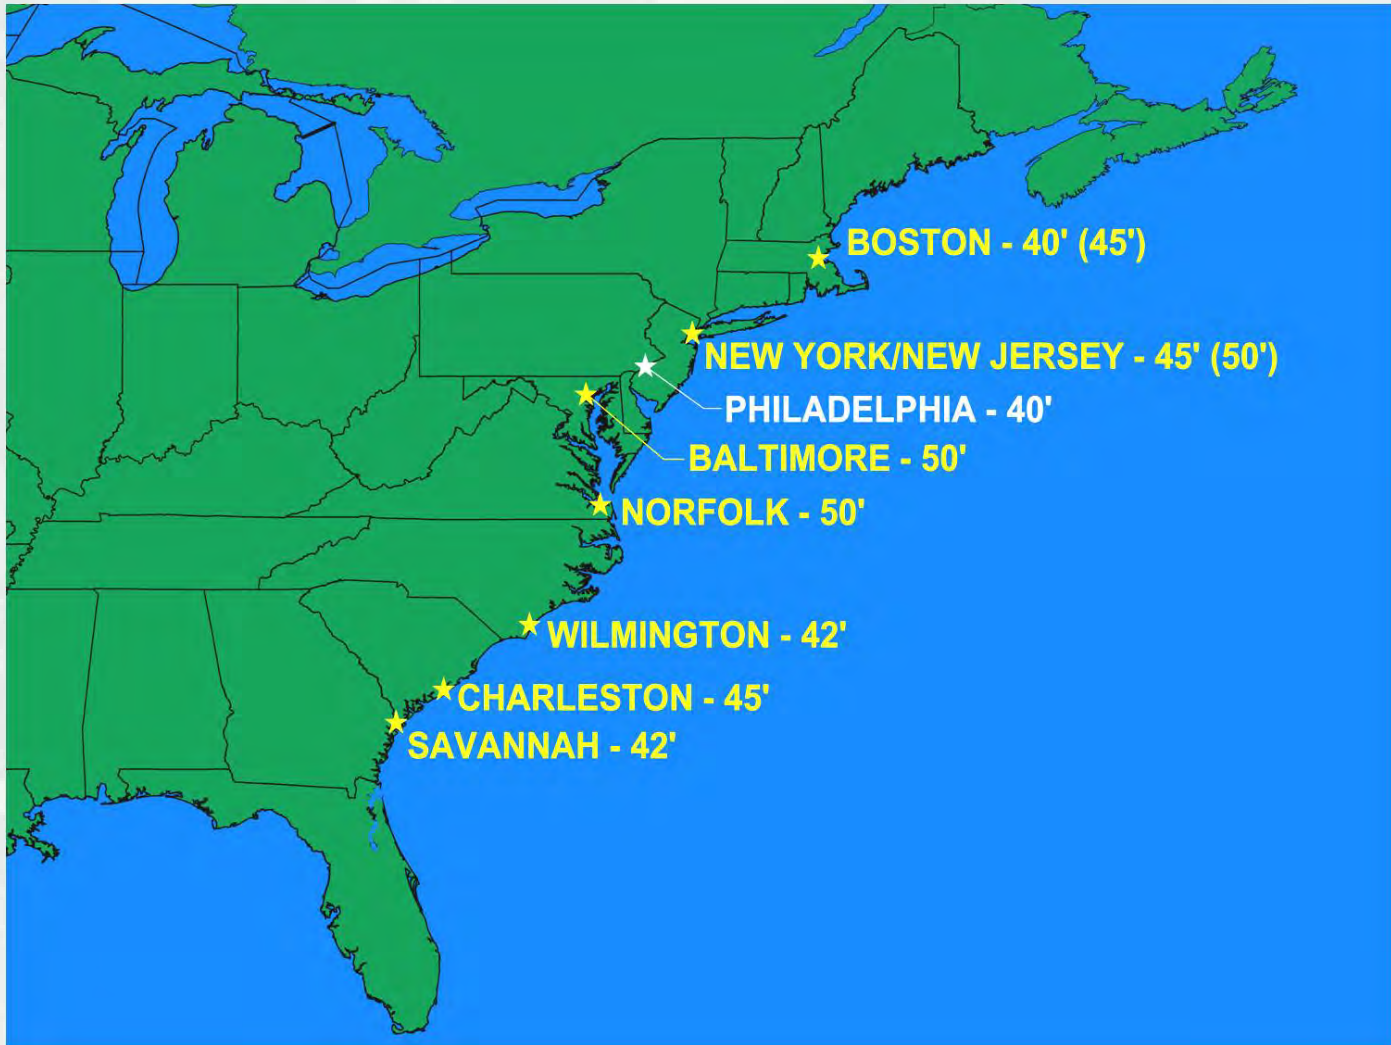 BOSTON - 40' (45')
NEW YORK/NEW JERSEY - 45' (50')
PHILADELPHIA - 40'
BALTIMORE - 50'
NORFOLK - 50'
WILMINGTON - 42'
CHARLESTON - 45'
SAVANNAH - 42'